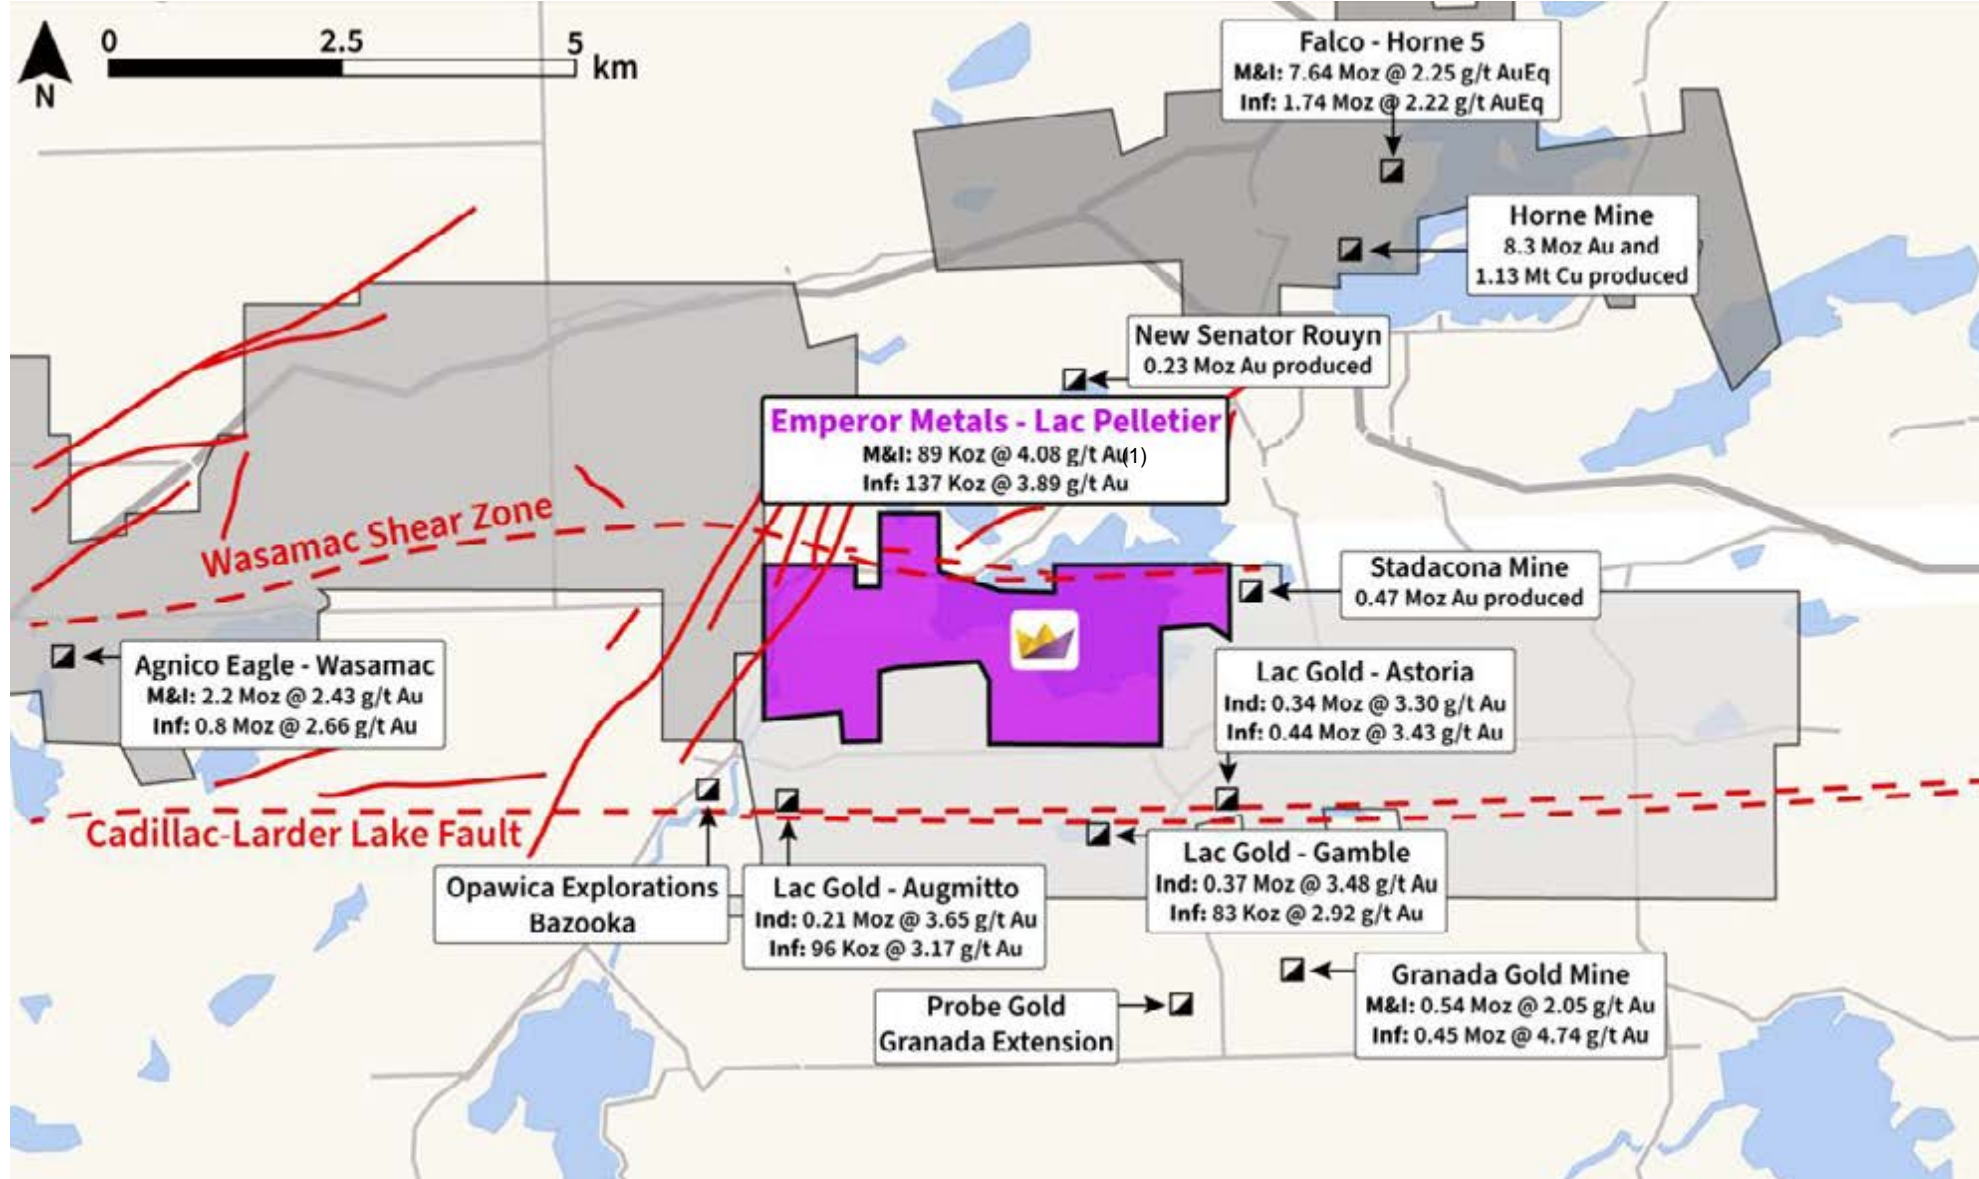 0 2.5 5
km
N
Falco - Horne 5
M&I: 7.64 Moz @ 2.25 g/t AuEq
Inf: 1.74 Moz @ 2.22 g/t AuEq
Horne Mine
8.3 Moz Au and
1.13 Mt Cu produced
New Senator Rouyn
0.23 Moz Au produced
Emperor Metals - Lac Pelletier
M&I: 89 Koz @ 4.08 g/t Au(1)
Inf: 137 Koz @ 3.89 g/t Au
Wasamac Shear Zone
Stadacona Mine
0.47 Moz Au produced
Agnico Eagle - Wasamac
M&I: 2.2 Moz @ 2.43 g/t Au
Inf: 0.8 Moz @ 2.66 g/t Au
Lac Gold - Astoria
Ind: 0.34 Moz @ 3.30 g/t Au
Inf: 0.44 Moz @ 3.43 g/t Au
Cadillac-Larder Lake Fault
Opawica Explorations
Bazooka
Lac Gold - Augmitto
Ind: 0.21 Moz @ 3.65 g/t Au
Inf: 96 Koz @ 3.17 g/t Au
Lac Gold - Gamble
Ind: 0.37 Moz @ 3.48 g/t Au
Inf: 83 Koz @ 2.92 g/t Au
Probe Gold
Granada Extension
Granada Gold Mine
M&I: 0.54 Moz @ 2.05 g/t Au
Inf: 0.45 Moz @ 4.74 g/t Au